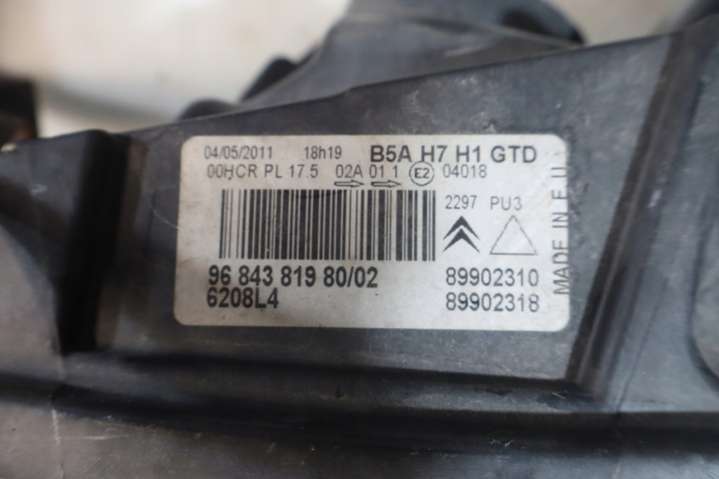 04/05/2011 18h19 B5A H7 H1 GTD
00HCR PL 17.5 02A 01 1 E2 04018
2297 PU3
MADE IN E.U
96 843 819 80/02 89902310
6208L4 89902318